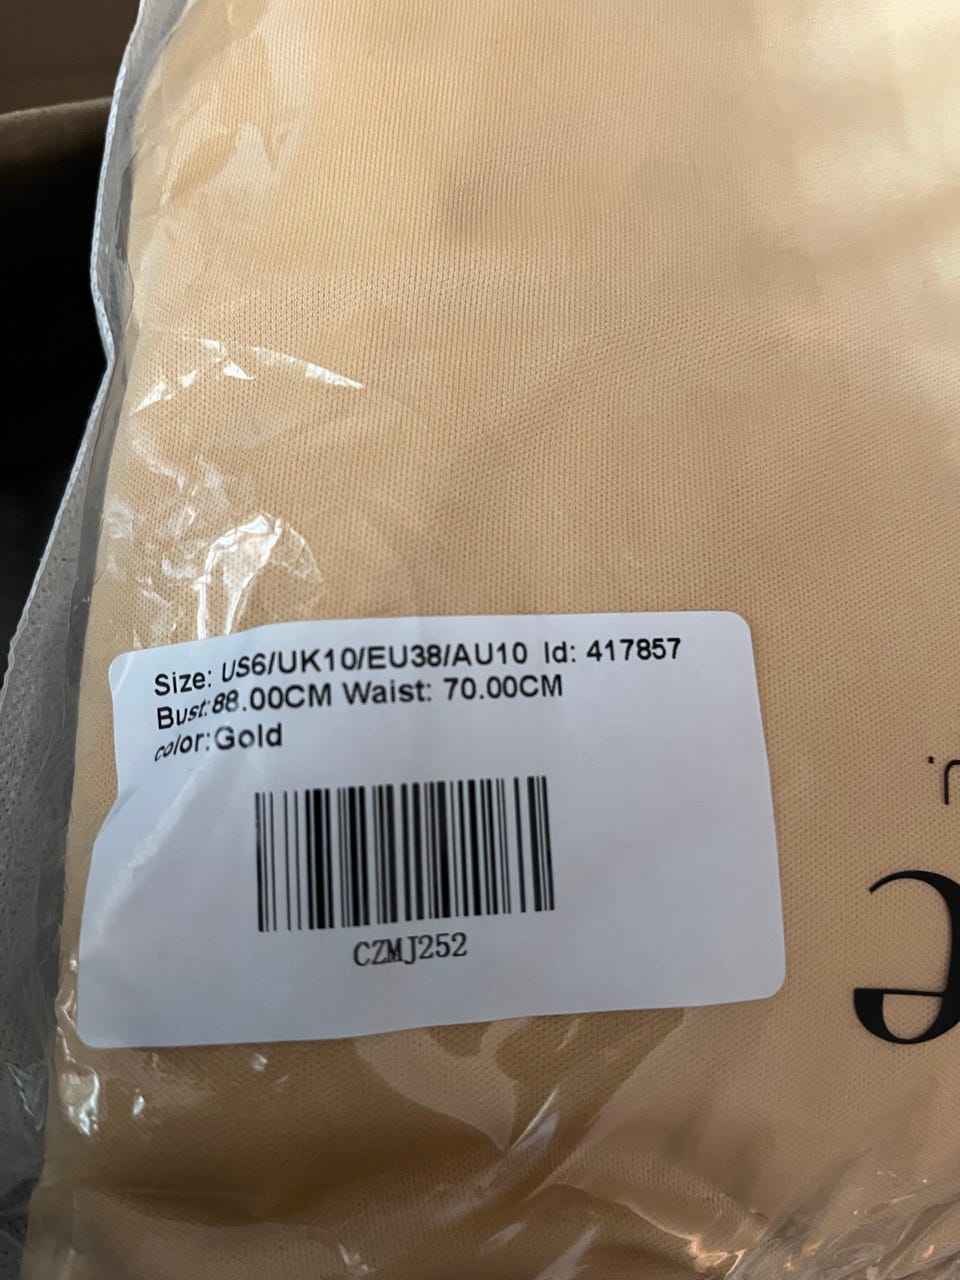 Size: US6/UK10/EU38/AU10 Id: 417857
Bust:88.00CM Waist: 70.00CM
color:Gold
CZMJ252
e